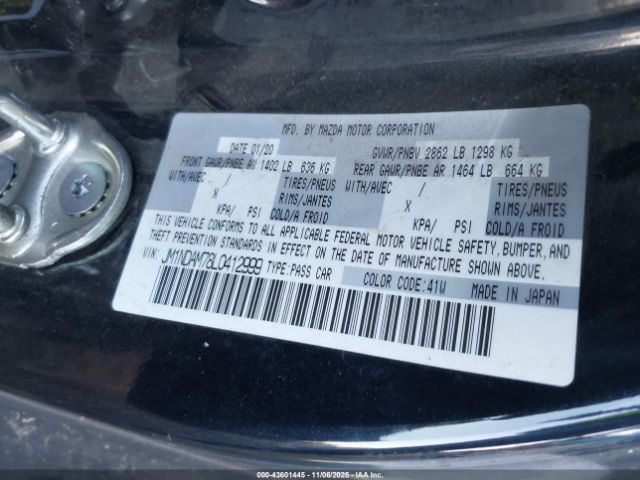 MFD. BY MAZDA MOTOR CORPORATION
DATE 01/20 GVWR/PNBV 2862 LB 1298 KG
FRONT GAWR/PNBE AV 1402 LB 636 KG REAR GAWR/PNBE AR 1464 LB 664 KG
WITH/AVEC / TIRES/PNEUS WITH/AVEC / TIRES/PNEUS
X RIMS/JANTES X RIMS/JANTES
KPA/ PSI COLD/A FROID KPA/ PSI COLD/A FROID
THIS VEHICLE CONFORMS TO ALL APPLICABLE FEDERAL MOTOR VEHICLE SAFETY, BUMPER, AND
THEFT PREVENTION STANDARDS IN EFFECT ON THE DATE OF MANUFACTURE SHOWN ABOVE.
VIN: JM1NDAM76L0412999 TYPE: PASS CAR
COLOR CODE: 41W MADE IN JAPAN
00-43601445 - 11/06/2025 - IAAI.COM